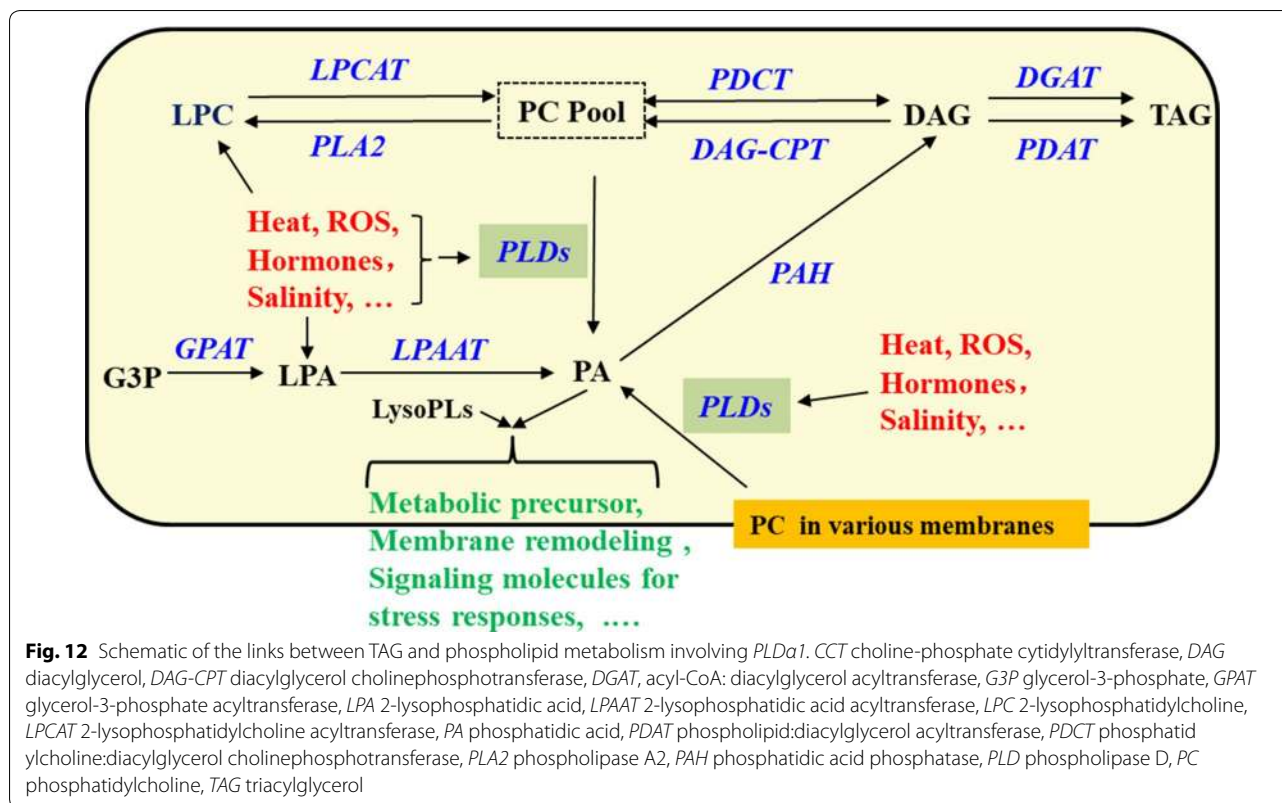 LPCAT
PDCT
DGAT
LPC
PC Pool
DAG
TAG
PLA2
DAG-CPT
PDAT
Heat, ROS,
Hormones，
Salinity, …
PLDs
PAH
GPAT
LPAAT
G3P
LPA
PA
Heat, ROS,
Hormones，
Salinity, …
PLDs
LysoPLs
Metabolic precursor,
Membrane remodeling ,
Signaling molecules for
stress responses, ….
PC in various membranes
Fig. 12 Schematic of the links between TAG and phospholipid metabolism involving PLDα1. CCT choline-phosphate cytidylyltransferase, DAG
diacylglycerol, DAG-CPT diacylglycerol cholinephosphotransferase, DGAT, acyl-CoA: diacylglycerol acyltransferase, G3P glycerol-3-phosphate, GPAT
glycerol-3-phosphate acyltransferase, LPA 2-lysophosphatidic acid, LPAAT 2-lysophosphatidic acid acyltransferase, LPC 2-lysophosphatidylcholine,
LPCAT 2-lysophosphatidylcholine acyltransferase, PA phosphatidic acid, PDAT phospholipid:diacylglycerol acyltransferase, PDCT phosphatid
ylcholine:diacylglycerol cholinephosphotransferase, PLA2 phospholipase A2, PAH phosphatidic acid phosphatase, PLD phospholipase D, PC
phosphatidylcholine, TAG triacylglycerol